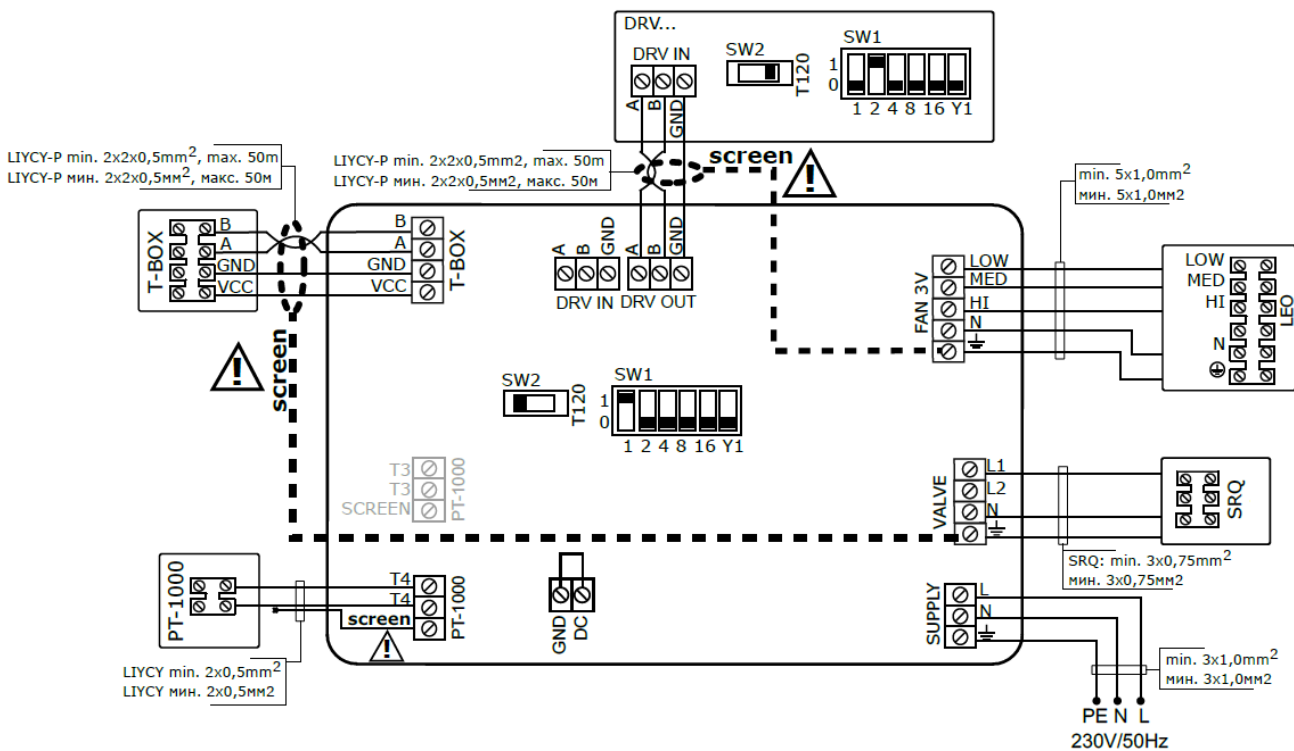 DRV...
DRV IN
A
B
GND
SW2
T120
SW1
1
0
1 2 4 8 16 Y1
LIYCY-P min. 2x2x0,5mm², max. 50m
LIYCY-P мин. 2x2x0,5мм², макс. 50м
LIYCY-P min. 2x2x0,5mm2, max. 50m
LIYCY-P мин. 2x2x0,5мм2, макс. 50м
screen
min. 5x1,0mm²
мин. 5x1,0мм2
T-BOX
B
A
GND
VCC
screen
B
A
GND
VCC
T-BOX
A
B
GND
DRV IN
A
B
GND
DRV OUT
FAN 3V
LOW
MED
HI
N
LOW
MED
HI
N
LEO
SW2
T120
SW1
1
0
1 2 4 8 16 Y1
T3
T3
SCREEN
PT-1000
VALVE
L1
L2
N
SRQ
SRQ: min. 3x0,75mm²
мин. 3x0,75мм2
PT-1000
T4
T4
screen
PT-1000
GND
DC
SUPPLY
L
N
LIYCY min. 2x0,5mm²
LIYCY мин. 2x0,5мм2
min. 3x1,0mm²
мин. 3x1,0мм2
PE N L
230V/50Hz